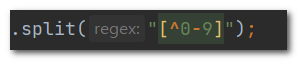 .split( regex: "[^0-9]");